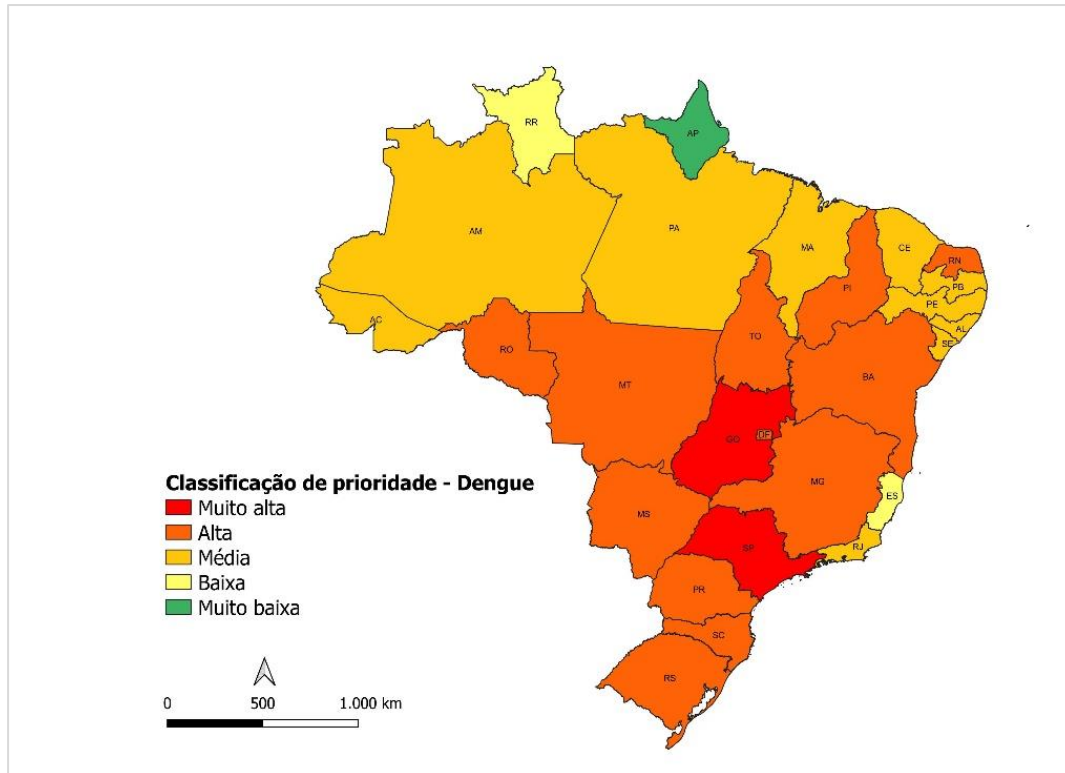 RR
AP
AM
PA
MA
CE
RN
PB
PE
AL
SE
PI
AC
RO
TO
MT
BA
GO
DF
MG
ES
MS
SP
RJ
PR
SC
RS
Classificação de prioridade - Dengue
Muito alta
Alta
Média
Baixa
Muito baixa
0 500 1.000 km